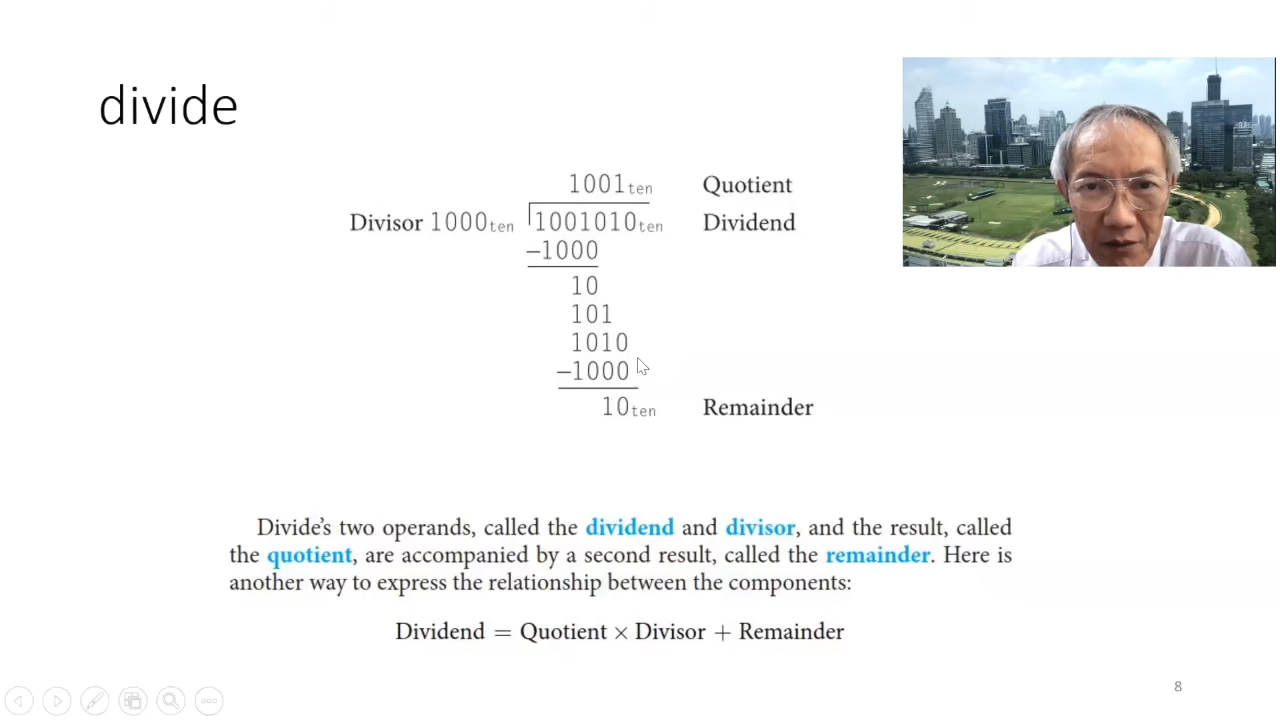 divide
1001ten Quotient
Divisor 1000ten 1001010ten Dividend
−1000
10
101
1010
−1000
10ten Remainder
Divide's two operands, called the dividend and divisor, and the result, called
the quotient, are accompanied by a second result, called the remainder. Here is
another way to express the relationship between the components:
Dividend = Quotient × Divisor + Remainder
8